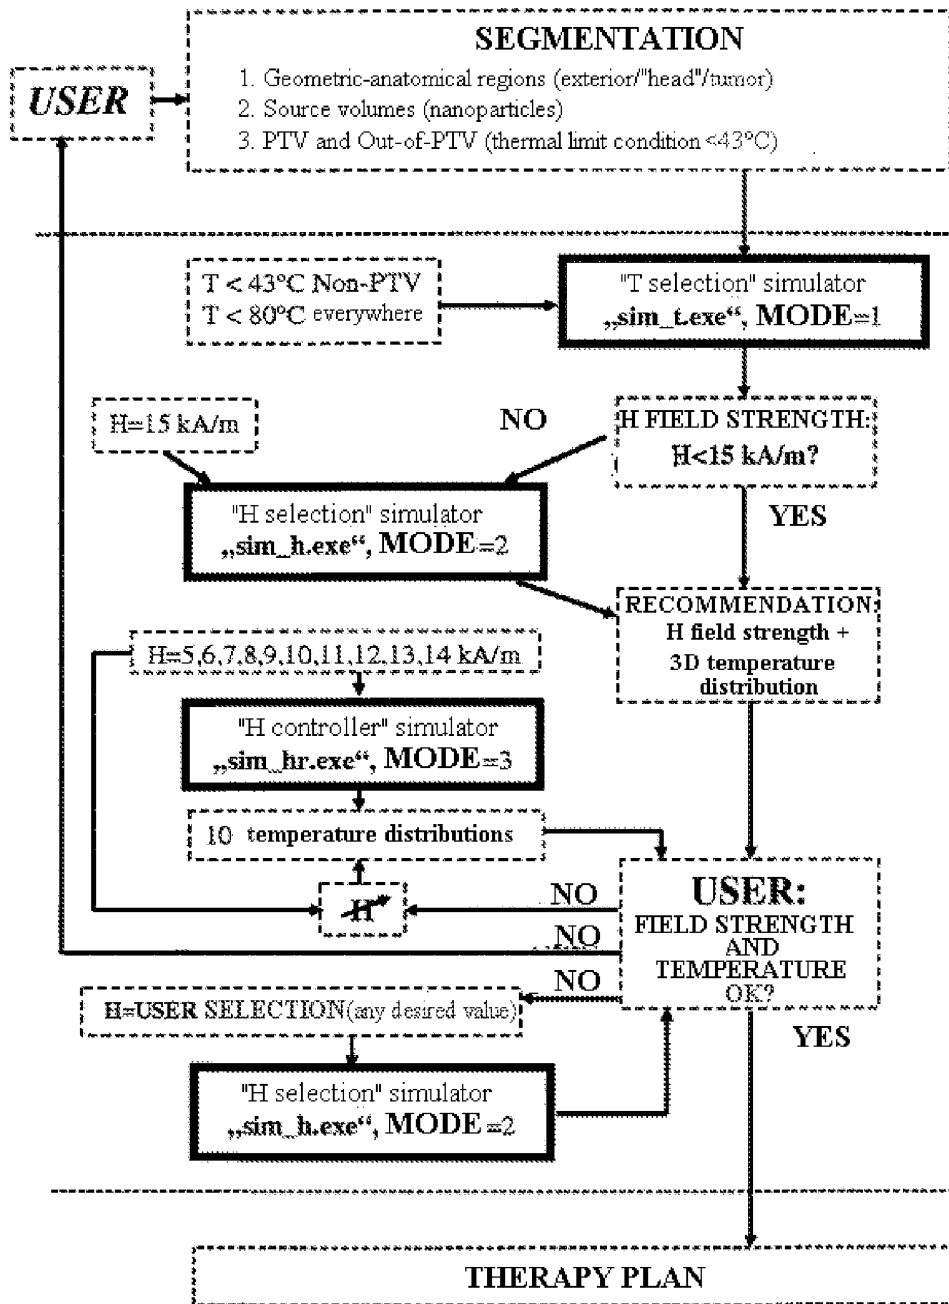 SEGMENTATION
1. Geometric-anatomical regions (exterior/"head"/tumor)
USER
2. Source volumes (nanoparticles)
3. PTV and Out-of-PTV (thermal limit condition <43°C)
T < 43°C Non-PTV
T < 80°C everywhere
"T selection" simulator
„sim_t.exe“, MODE=1
H=15 kA/m
NO
H FIELD STRENGTH:
H<15 kA/m?
YES
"H selection" simulator
„sim_h.exe“, MODE=2
RECOMMENDATION:
H field strength +
3D temperature
distribution
H=5,6,7,8,9,10,11,12,13,14 kA/m
"H controller" simulator
„sim_hr.exe“, MODE=3
10 temperature distributions
H
NO
NO
NO
USER:
FIELD STRENGTH
AND
TEMPERATURE
OK?
H=USER SELECTION(any desired value)
YES
"H selection" simulator
„sim_h.exe“, MODE=2
THERAPY PLAN